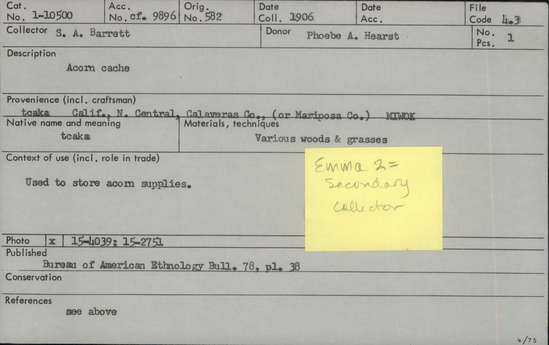 Cat. No. 1-10500 Acc. No. cf. 9896 Orig. No. 582 Date Coll. 1906 Date Acc. File Code 4.3
Collector S. A. Barrett Donor Phoebe A. Hearst No. Pcs. 1
Description
Acorn cache
Provenience (incl. craftsman)
tcaka Calif., N. Central, Calaveras Co., (or Mariposa Co.) MIWOK
Native name and meaning Materials, techniques
tcaka Various woods & grasses
Context of use (incl. role in trade)
Used to store acorn supplies.
Emma 2 =
Secondary
collector
Photo x 15-4039; 15-2751
Published
Bureau of American Ethnology Bull. 78, pl. 38
Conservation
References
see above
4/75